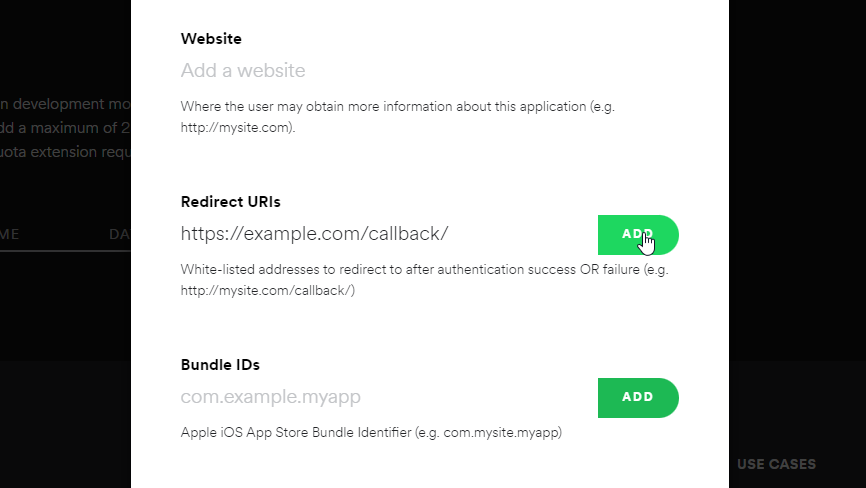 Website
Add a website
Where the user may obtain more information about this application (e.g.
http://mysite.com).
n development mo
dd a maximum of 2
uota extension requ
Redirect URIs
https://example.com/callback/
ADD
White-listed addresses to redirect to after authentication success OR failure (e.g.
http://mysite.com/callback/)
ME
DA
Bundle IDs
com.example.myapp
ADD
Apple iOS App Store Bundle Identifier (e.g. com.mysite.myapp)
USE CASES